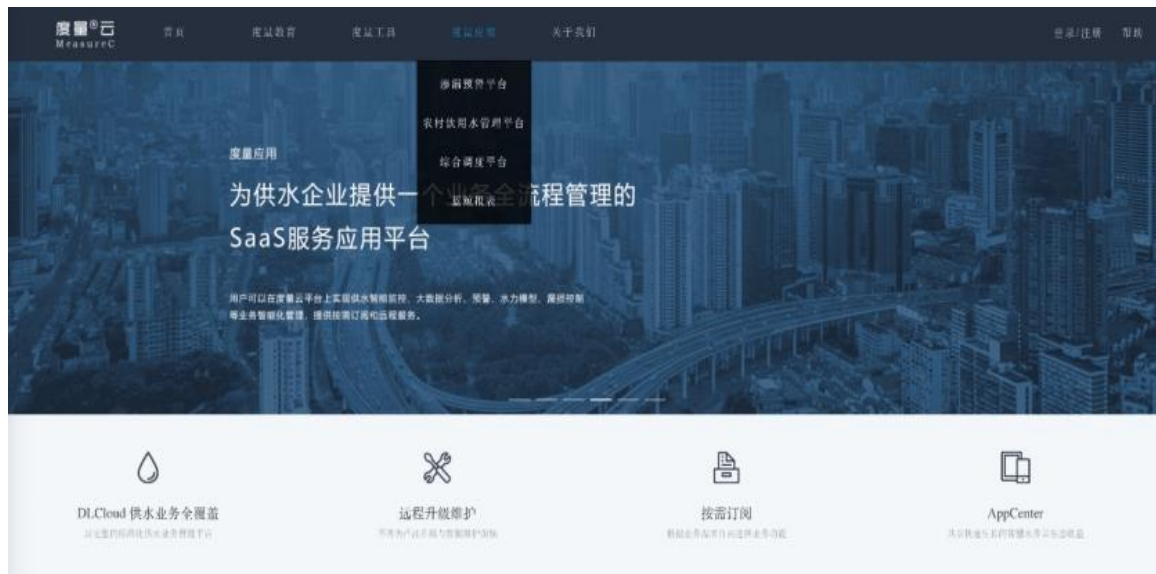 度量®云
MeasureC
首页
度量教育
度量工具
度量应用
关于我们
登录/注册
帮助
渗漏预警平台
农村饮用水管理平台
综合调度平台
度量应用
为供水企业提供一个业务全流程管理的
SaaS服务应用平台
用户可以在度量云平台上实现供水智能监控、大数据分析、预警、水力模型、漏损控制
等业务智能化管理，提供按需订阅和远程服务。
DLCloud 供水业务全覆盖
远程升级维护
按需订阅
AppCenter